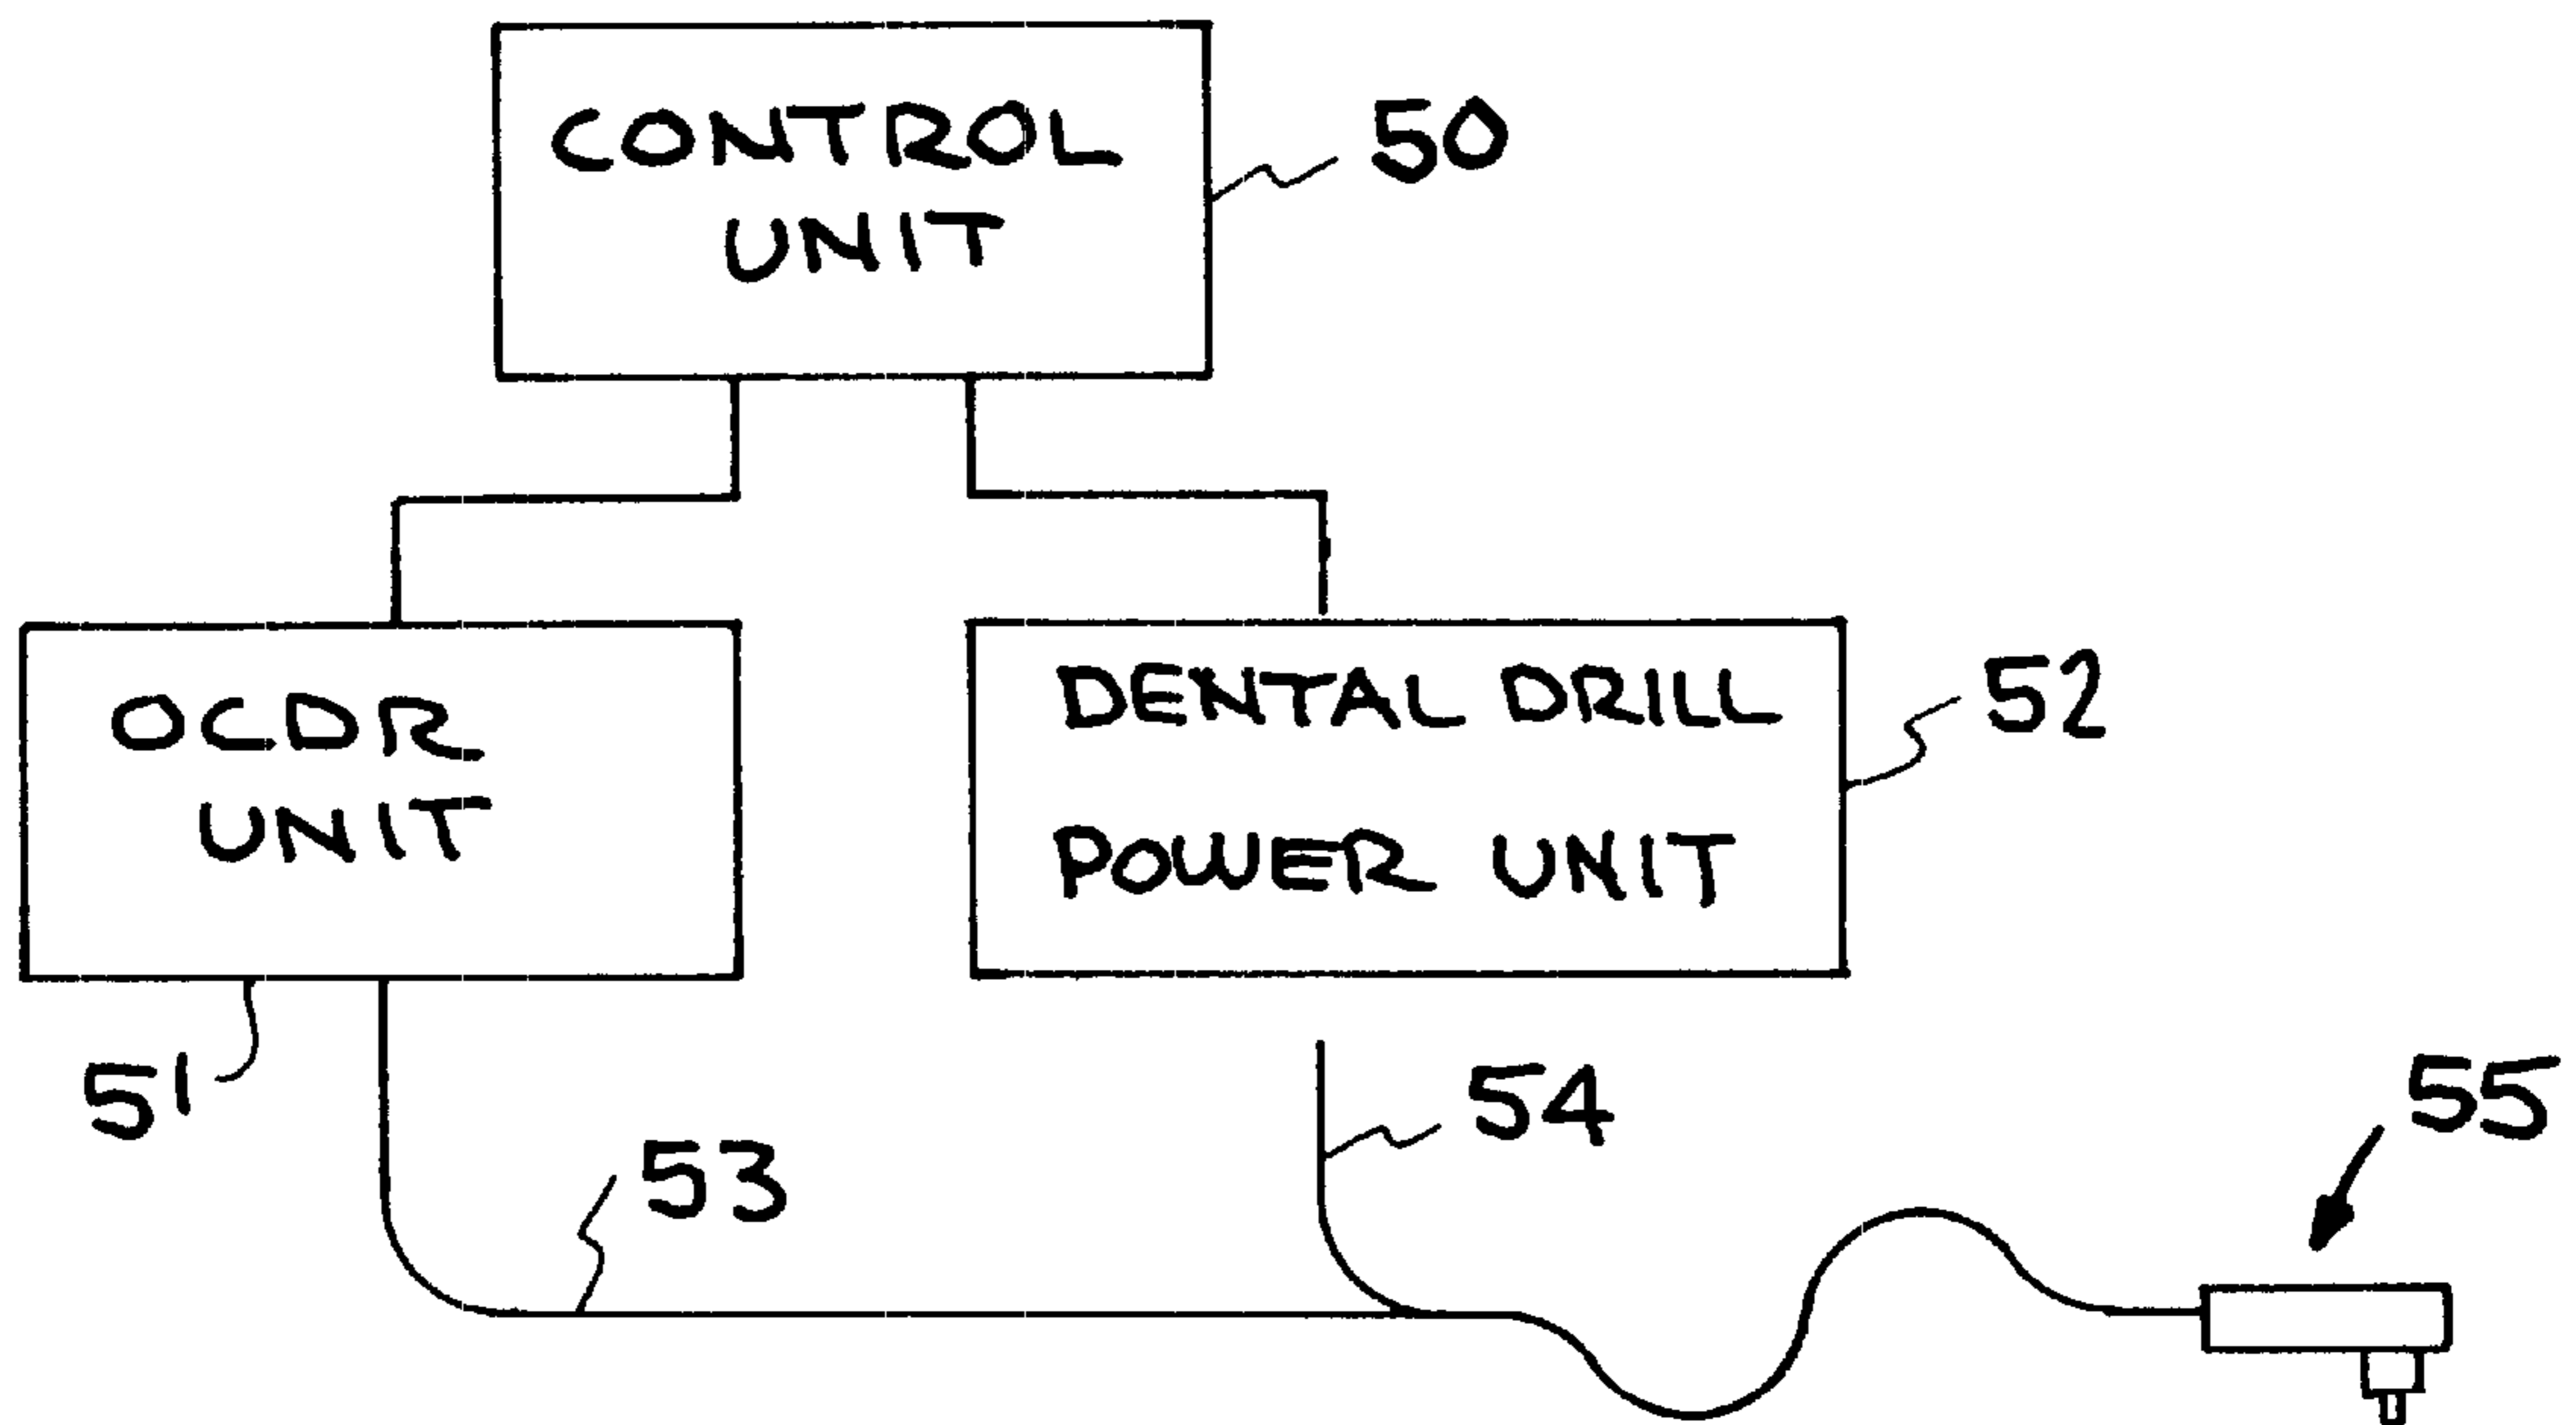 CONTROL
UNIT
50
OCDR
UNIT
DENTAL DRILL
POWER UNIT
52
51
53
54
55